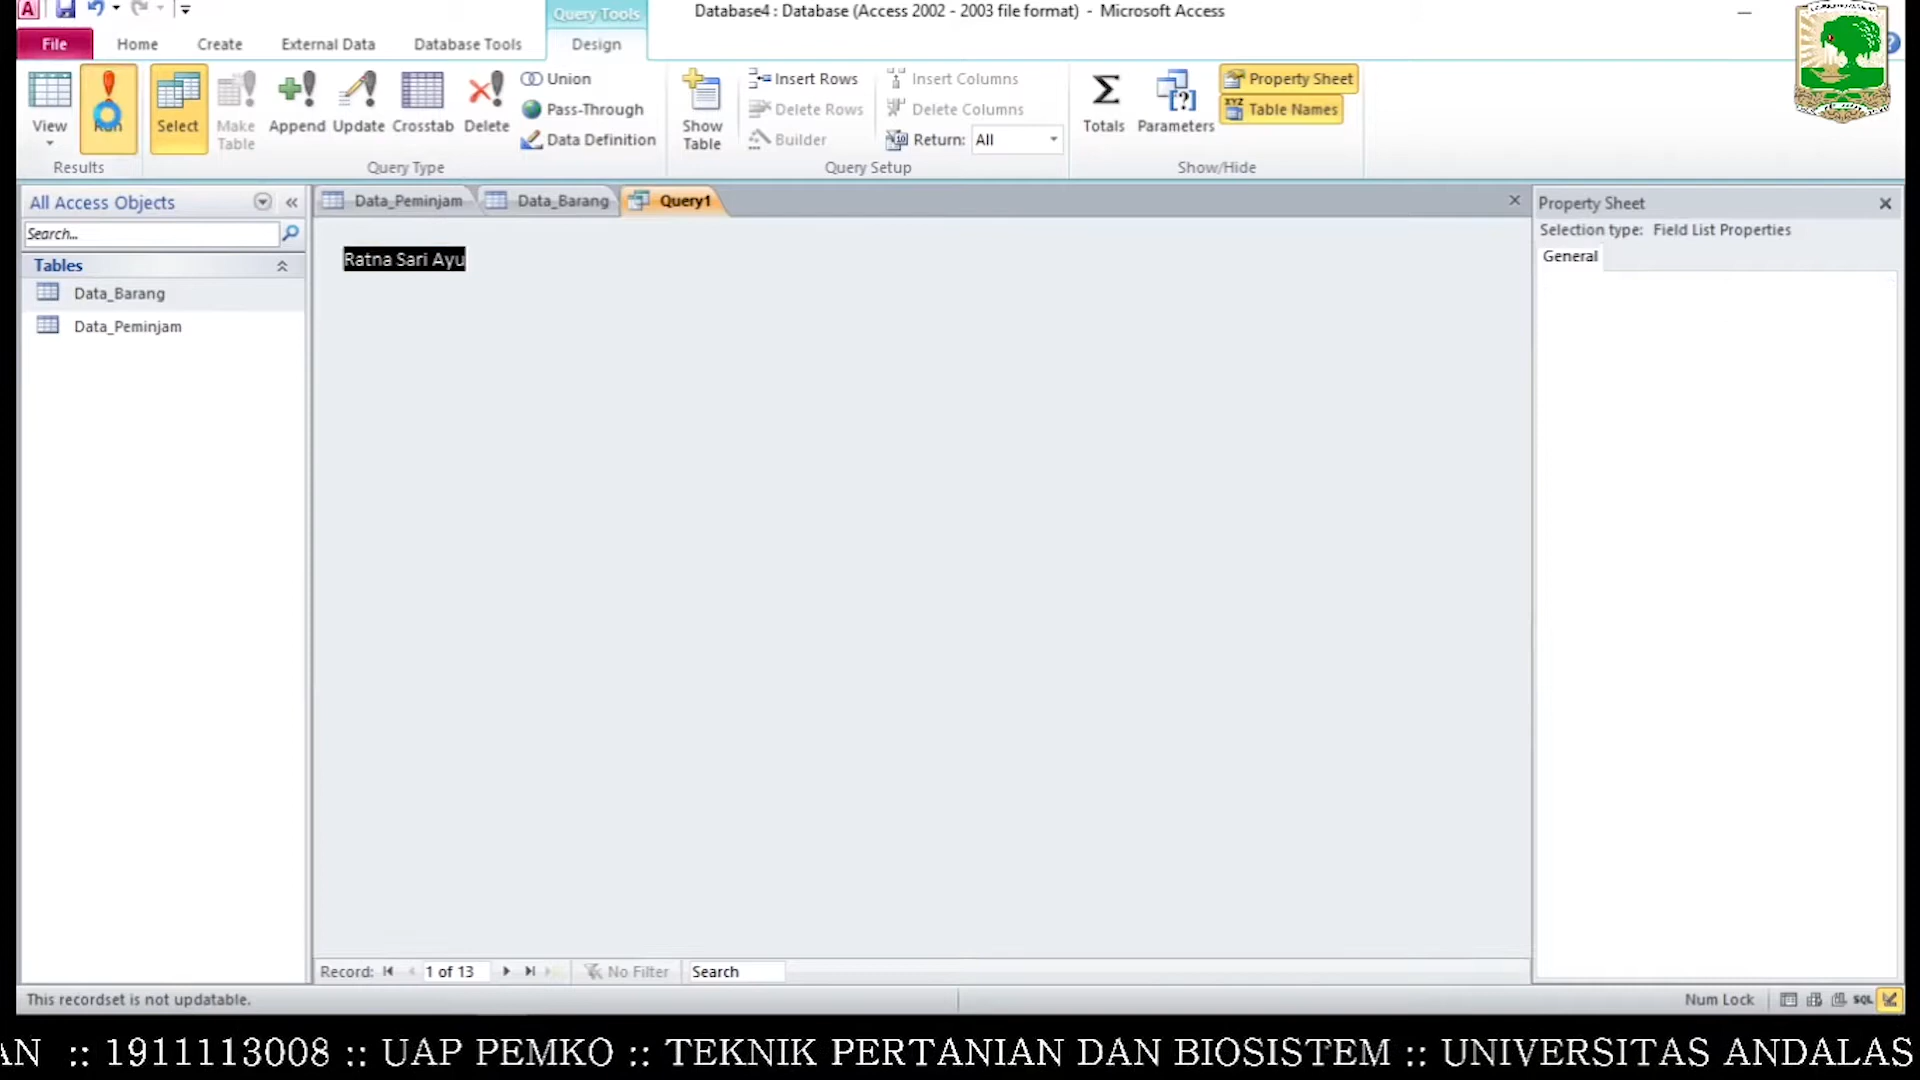 Query Tools
Database4 : Database (Access 2002 - 2003 file format) - Microsoft Access
File
Home
Create
External Data
Database Tools
Design
View
Run
Results
Select
Make Table
Append
Update
Crosstab
Delete
Union
Pass-Through
Data Definition
Query Type
Show Table
Insert Rows
Delete Rows
Builder
Insert Columns
Delete Columns
Return: All
Query Setup
Totals
Parameters
Property Sheet
Table Names
Show/Hide
All Access Objects
Search...
Tables
Data_Barang
Data_Peminjam
Data_Peminjam
Data_Barang
Query1
Ratna Sari Ayu
Property Sheet
Selection type: Field List Properties
General
Record: 1 of 13
No Filter
Search
This recordset is not updatable.
Num Lock
SQL
AN :: 1911113008 :: UAP PEMKO :: TEKNIK PERTANIAN DAN BIOSISTEM :: UNIVERSITAS ANDALAS